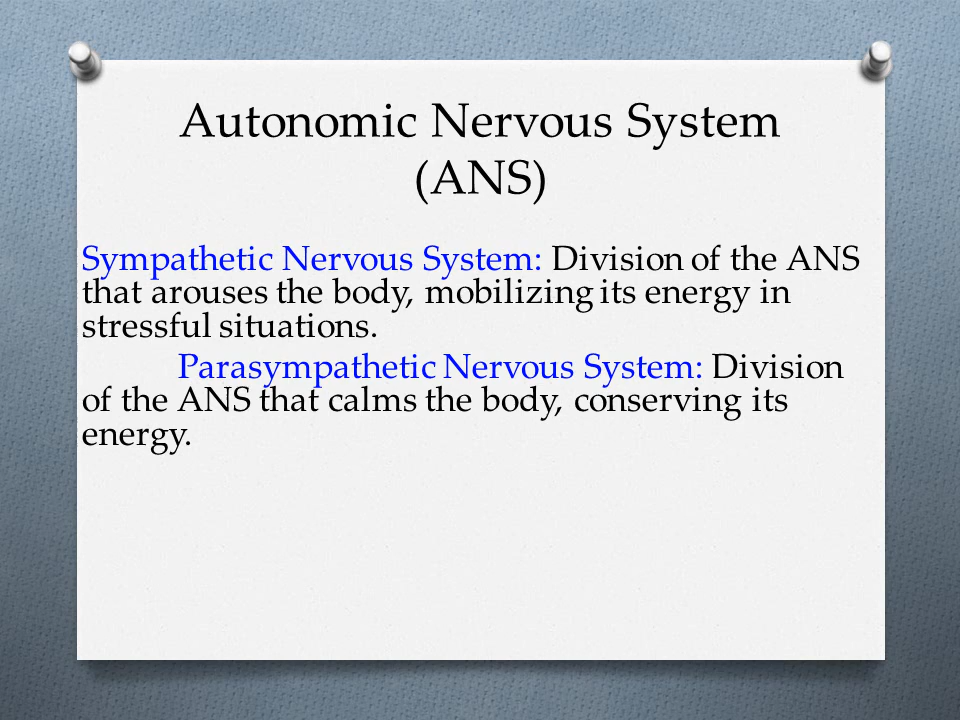 Autonomic Nervous System
(ANS)
Sympathetic Nervous System: Division of the ANS
that arouses the body, mobilizing its energy in
stressful situations.
Parasympathetic Nervous System: Division
of the ANS that calms the body, conserving its
energy.